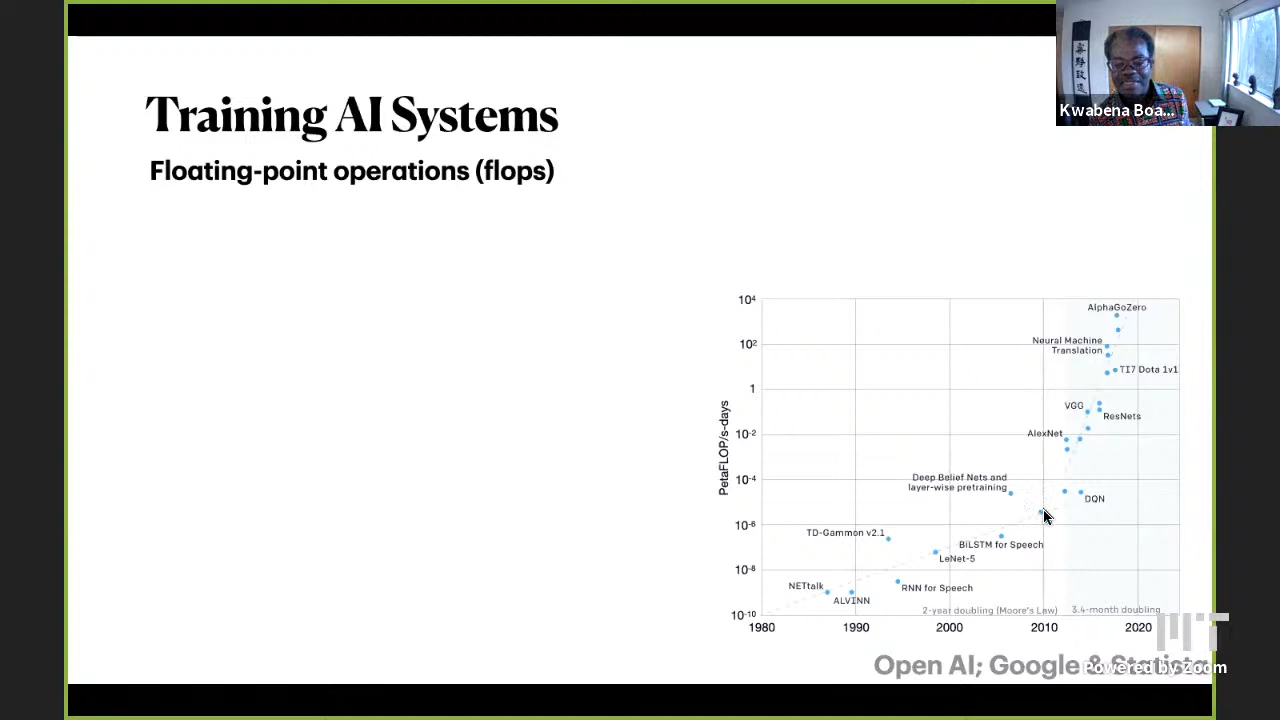 Training AI Systems
Floating-point operations (flops)
Kwabena Boa...
PetaFLOP/s-days
10⁴
10²
1
10⁻²
10⁻⁴
10⁻⁶
10⁻⁸
10⁻¹⁰
AlphaGoZero
Neural Machine
Translation
TI7 Dota 1v1
VGG
ResNets
AlexNet
Deep Belief Nets and
layer-wise pretraining
DQN
TD-Gammon v2.1
BiLSTM for Speech
LeNet-5
NETtalk
RNN for Speech
ALVINN
2-year doubling (Moore's Law)
3.4-month doubling
1980 1990 2000 2010 2020
MIT
Open AI; Google &
Powered by Zoom